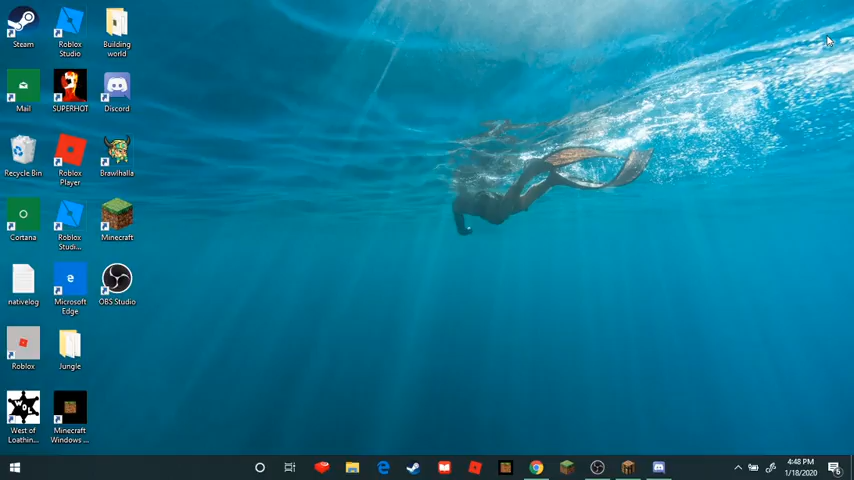 Steam
Roblox
Studio
Building
world
Mail
SUPERHOT
Discord
Recycle Bin
Roblox
Player
Brawlhalla
Cortana
Roblox
Studi...
Minecraft
nativelog
Microsoft
Edge
OBS Studio
Roblox
Jungle
West of
Loathin...
Minecraft
Windows ...
4:48 PM
1/18/2020
5